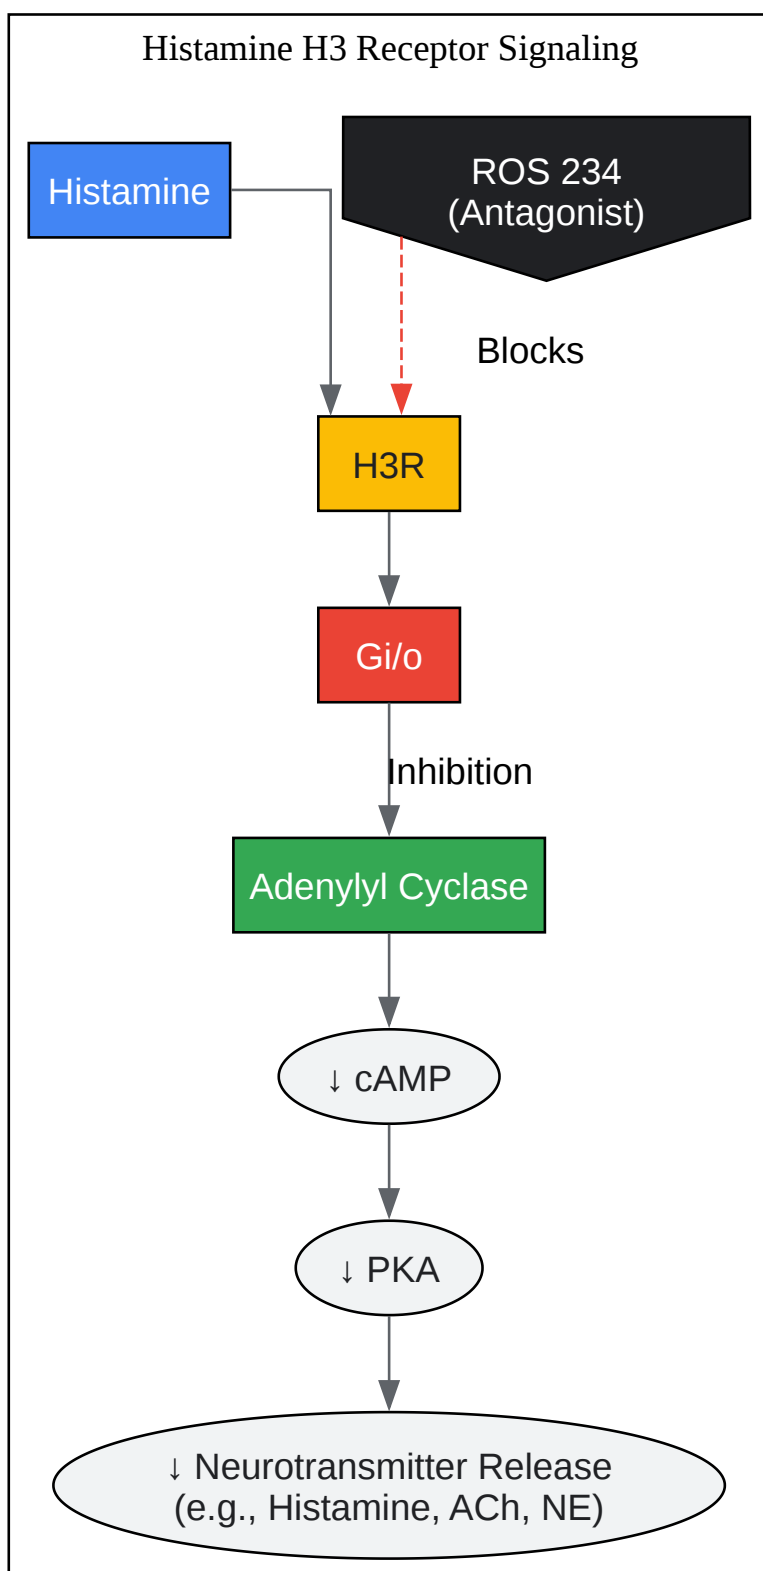 Histamine H3 Receptor Signaling
Histamine
ROS 234
(Antagonist)
Blocks
H3R
Gi/o
Inhibition
Adenylyl Cyclase
↓ cAMP
↓ PKA
↓ Neurotransmitter Release
(e.g., Histamine, ACh, NE)